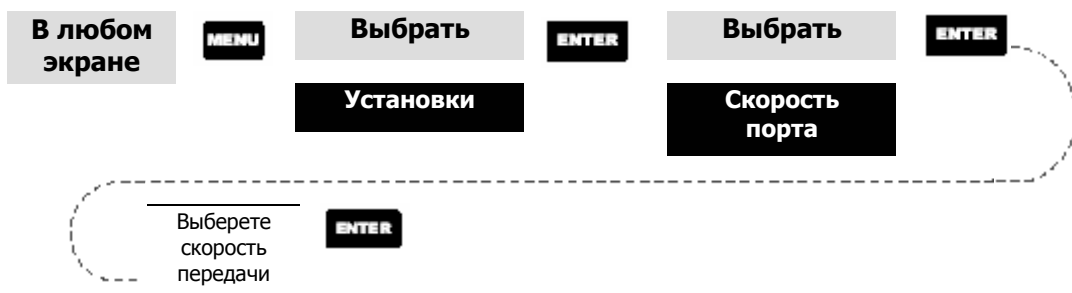 В любом
экране
MENU
Выбрать
Установки
ENTER
Выбрать
Скорость
порта
ENTER
Выберете
скорость
передачи
ENTER